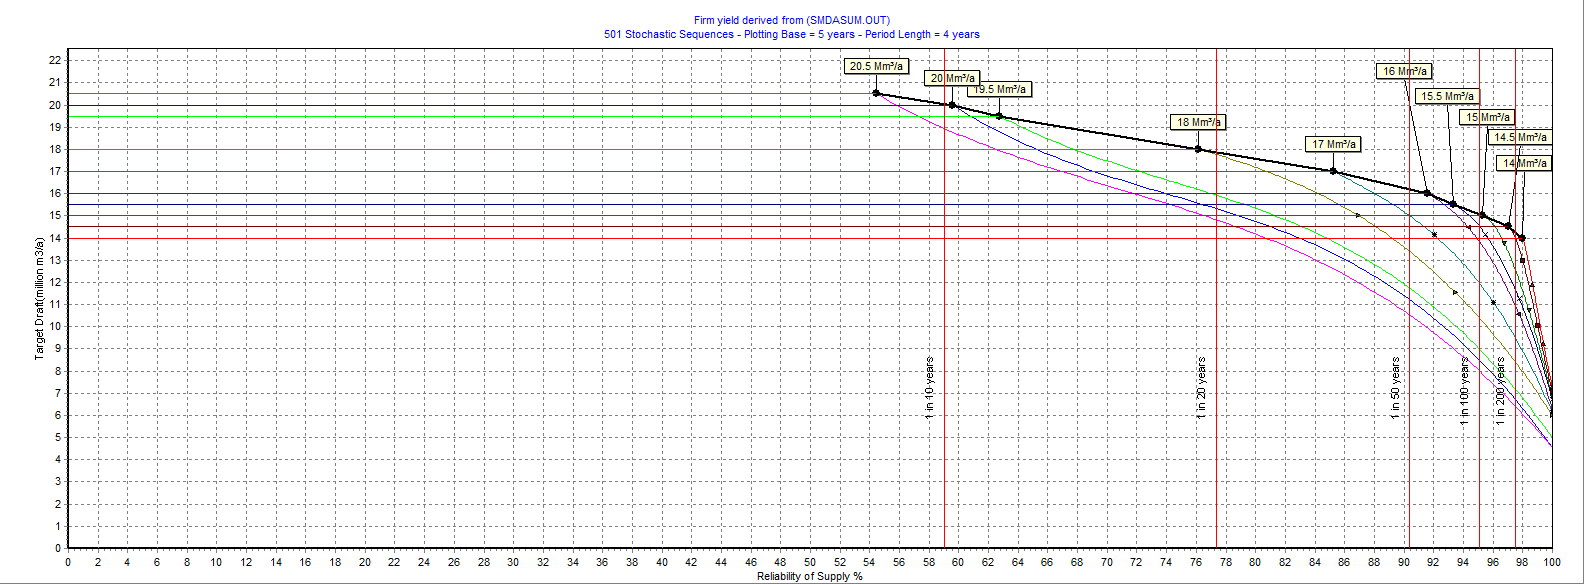 Firm yield derived from (SMDASUM.OUT)
501 Stochastic Sequences - Plotting Base = 5 years - Period Length = 4 years
20.5 Mm³/a
20 Mm³/a
19.5 Mm³/a
18 Mm³/a
17 Mm³/a
16 Mm³/a
15.5 Mm³/a
15 Mm³/a
14.5 Mm³/a
14 Mm³/a
22
21
20
19
18
17
16
15
14
13
12
11
10
9
8
7
6
5
4
3
2
1
0
Target Draft(million m3/a)
1 in 10 years
1 in 20 years
1 in 50 years
1 in 100 years
1 in 200 years
0 2 4 6 8 10 12 14 16 18 20 22 24 26 28 30 32 34 36 38 40 42 44 46 48 50 52 54 56 58 60 62 64 66 68 70 72 74 76 78 80 82 84 86 88 90 92 94 96 98 100
Reliability of Supply %